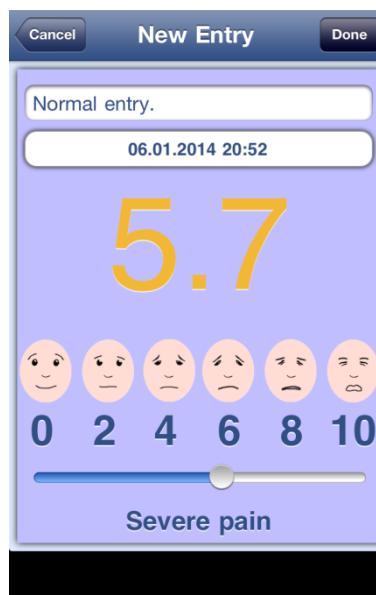 Cancel New Entry Done
Normal entry.
06.01.2014 20:52
5.7
0 2 4 6 8 10
Severe pain